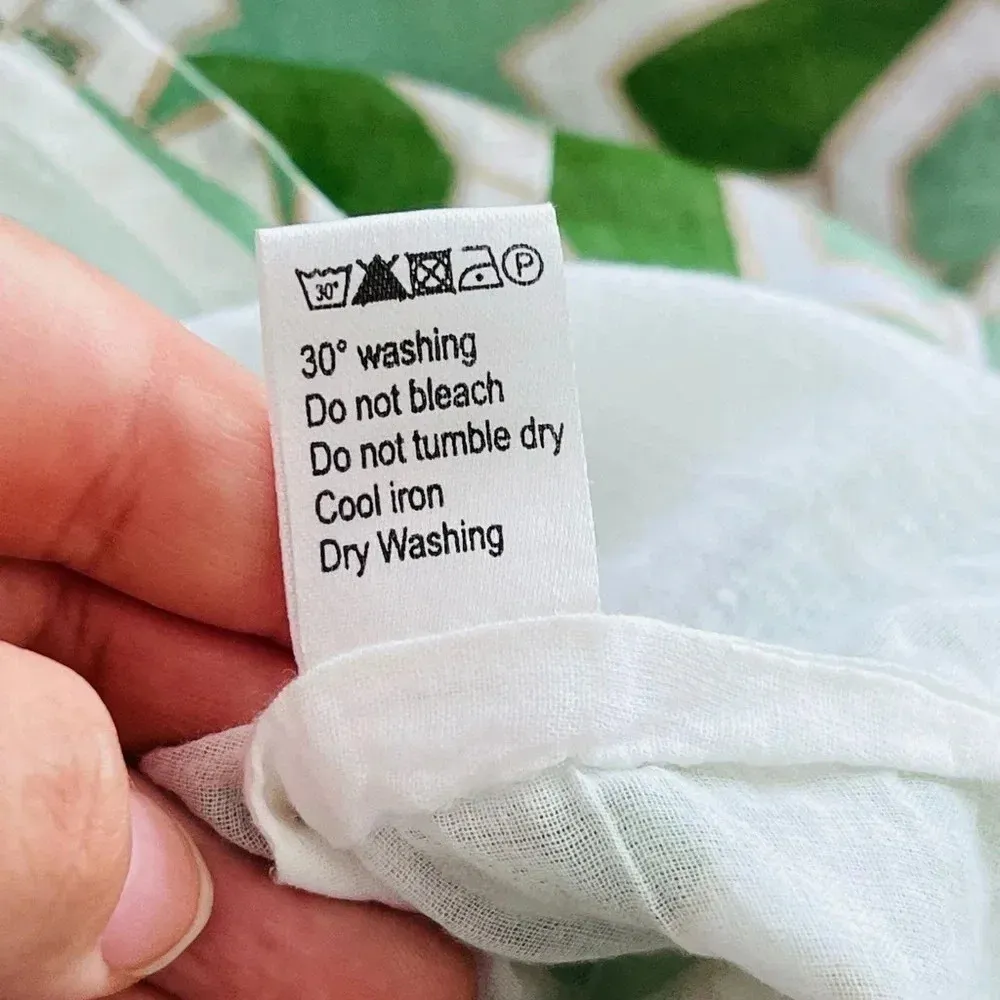 30° P
30° washing
Do not bleach
Do not tumble dry
Cool iron
Dry Washing